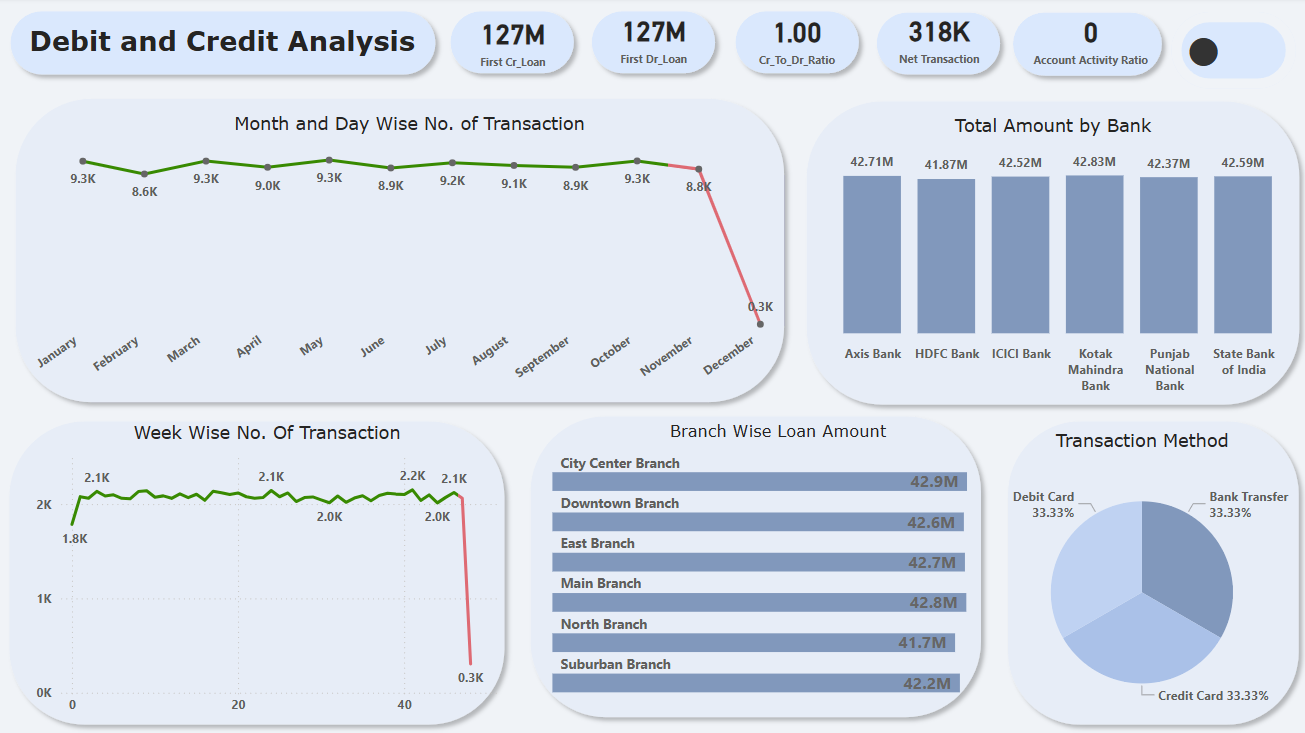 Debit and Credit Analysis
127M
First Cr_Loan
127M
First Dr_Loan
1.00
Cr_To_Dr_Ratio
318K
Net Transaction
0
Account Activity Ratio
Month and Day Wise No. of Transaction
9.3K
8.6K
9.3K
9.0K
9.3K
8.9K
9.2K
9.1K
8.9K
9.3K
8.8K
0.3K
January
February
March
April
May
June
July
August
September
October
November
December
Total Amount by Bank
42.71M
41.87M
42.52M
42.83M
42.37M
42.59M
Axis Bank
HDFC Bank
ICICI Bank
Kotak
Mahindra
Bank
Punjab
National
Bank
State Bank
of India
Week Wise No. Of Transaction
2K
1K
0K
1.8K
2.1K
2.1K
2.0K
2.2K
2.0K
2.1K
0.3K
0
20
40
Branch Wise Loan Amount
City Center Branch
42.9M
Downtown Branch
42.6M
East Branch
42.7M
Main Branch
42.8M
North Branch
41.7M
Suburban Branch
42.2M
Transaction Method
Debit Card
33.33%
Bank Transfer
33.33%
Credit Card 33.33%